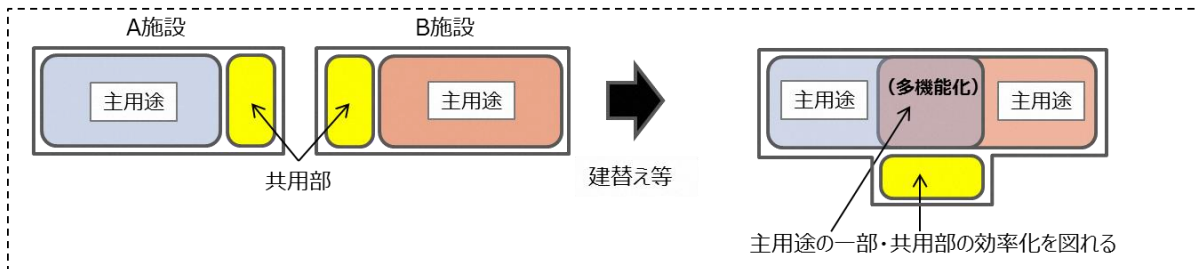 A施設
B施設
主用途
主用途
共用部
建替え等
主用途
(多機能化)
主用途
主用途の一部・共用部の効率化を図れる